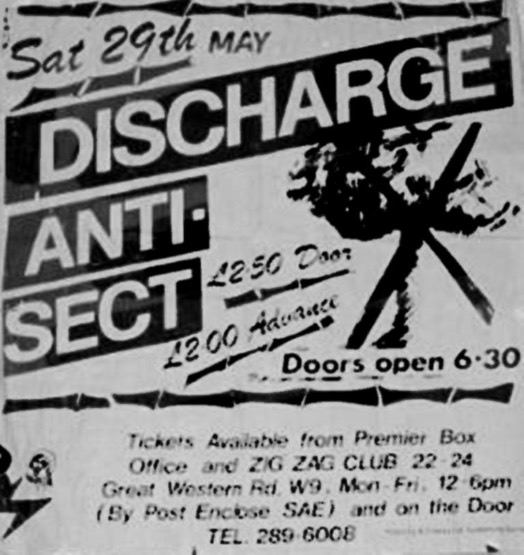 Sat 29th MAY
DISCHARGE
ANTI-
SECT
£2·50 Door
£2·00 Advance
Doors open 6·30
Tickets Available from Premier Box
Office and ZIG ZAG CLUB 22-24
Great Western Rd, W9, Mon-Fri, 12-6pm
(By Post Enclose SAE) and on the Door
TEL. 289-6008